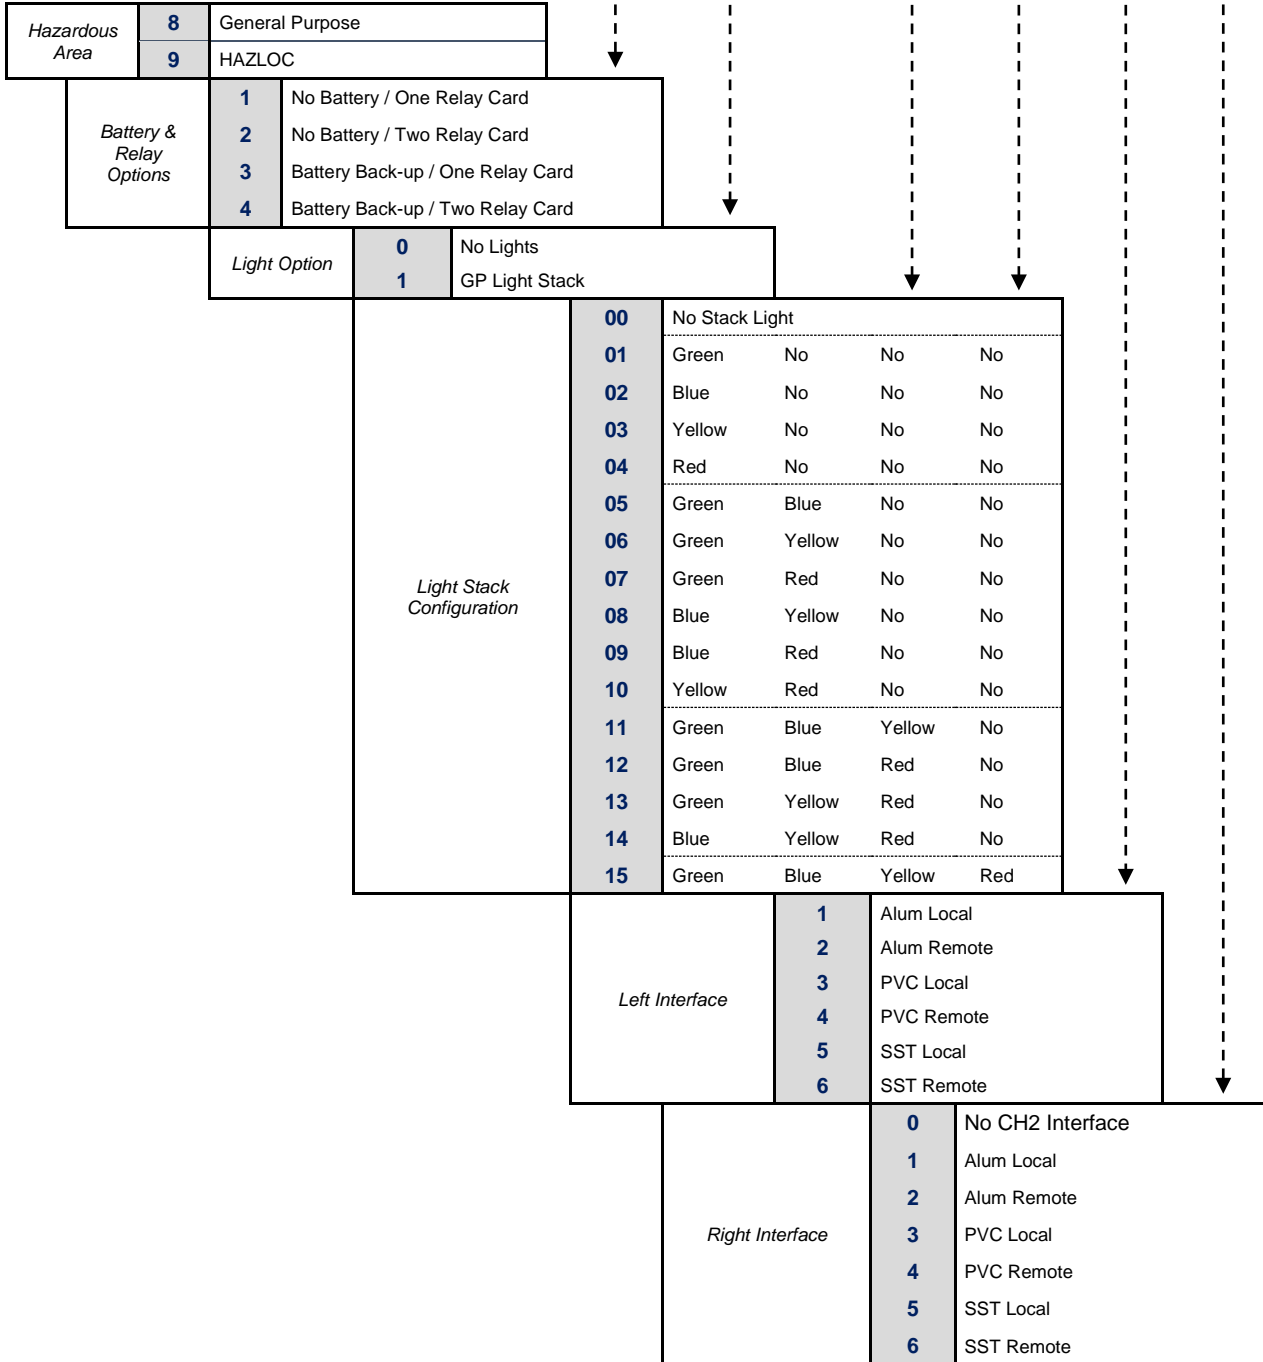 Hazardous Area 8 General Purpose
9 HAZLOC
Battery & Relay Options 1 No Battery / One Relay Card
2 No Battery / Two Relay Card
3 Battery Back-up / One Relay Card
4 Battery Back-up / Two Relay Card
Light Option 0 No Lights
1 GP Light Stack
Light Stack Configuration 00 No Stack Light
01 Green No No No
02 Blue No No No
03 Yellow No No No
04 Red No No No
05 Green Blue No No
06 Green Yellow No No
07 Green Red No No
08 Blue Yellow No No
09 Blue Red No No
10 Yellow Red No No
11 Green Blue Yellow No
12 Green Blue Red No
13 Green Yellow Red No
14 Blue Yellow Red No
15 Green Blue Yellow Red
Left Interface 1 Alum Local
2 Alum Remote
3 PVC Local
4 PVC Remote
5 SST Local
6 SST Remote
Right Interface 0 No CH2 Interface
1 Alum Local
2 Alum Remote
3 PVC Local
4 PVC Remote
5 SST Local
6 SST Remote